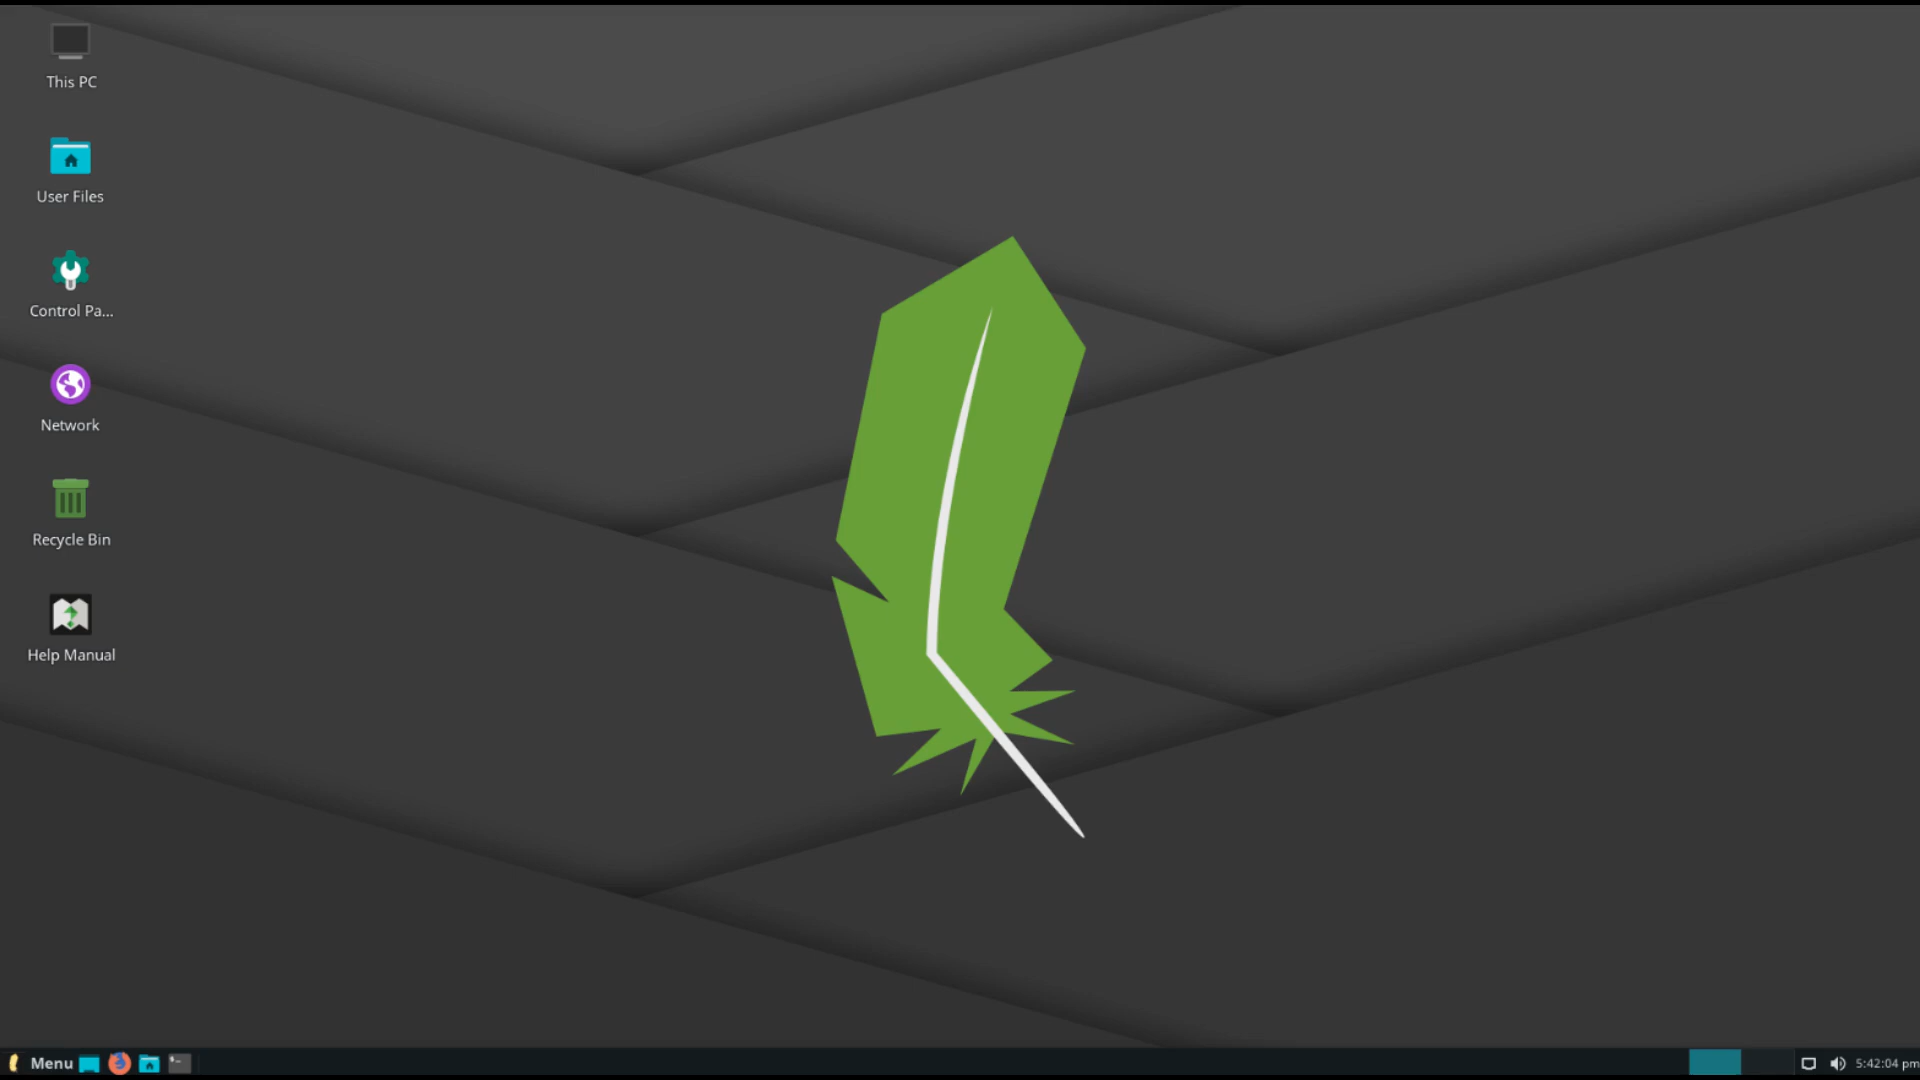 This PC
User Files
Control Pa...
Network
Recycle Bin
Help Manual
Menu
5:42:04 pm